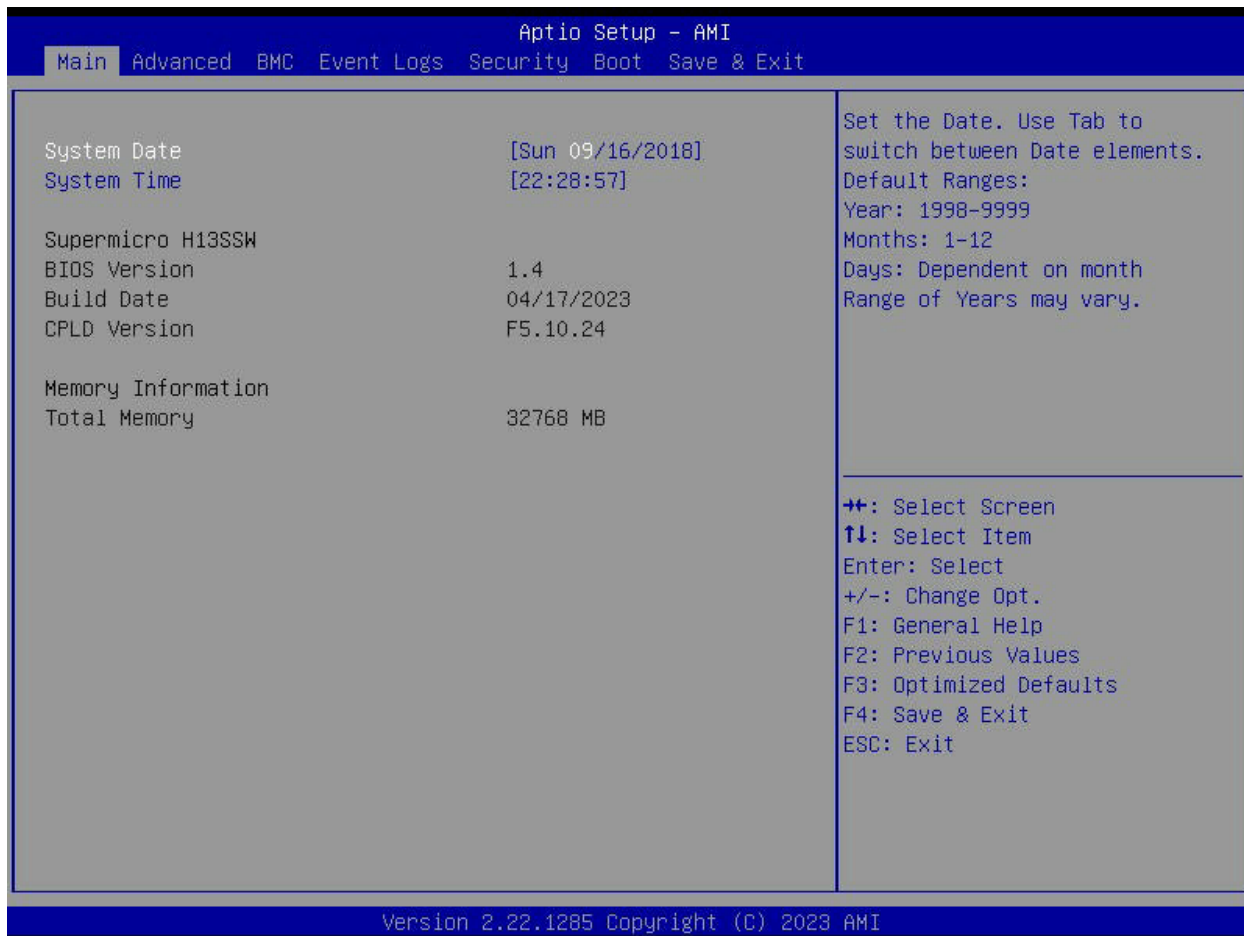 Aptio Setup – AMI
Main Advanced BMC Event Logs Security Boot Save & Exit
System Date [Sun 09/16/2018]
System Time [22:28:57]
Supermicro H13SSW
BIOS Version 1.4
Build Date 04/17/2023
CPLD Version F5.10.24
Memory Information
Total Memory 32768 MB
Set the Date. Use Tab to
switch between Date elements.
Default Ranges:
Year: 1998-9999
Months: 1-12
Days: Dependent on month
Range of Years may vary.
→←: Select Screen
↑↓: Select Item
Enter: Select
+/-: Change Opt.
F1: General Help
F2: Previous Values
F3: Optimized Defaults
F4: Save & Exit
ESC: Exit
Version 2.22.1285 Copyright (C) 2023 AMI